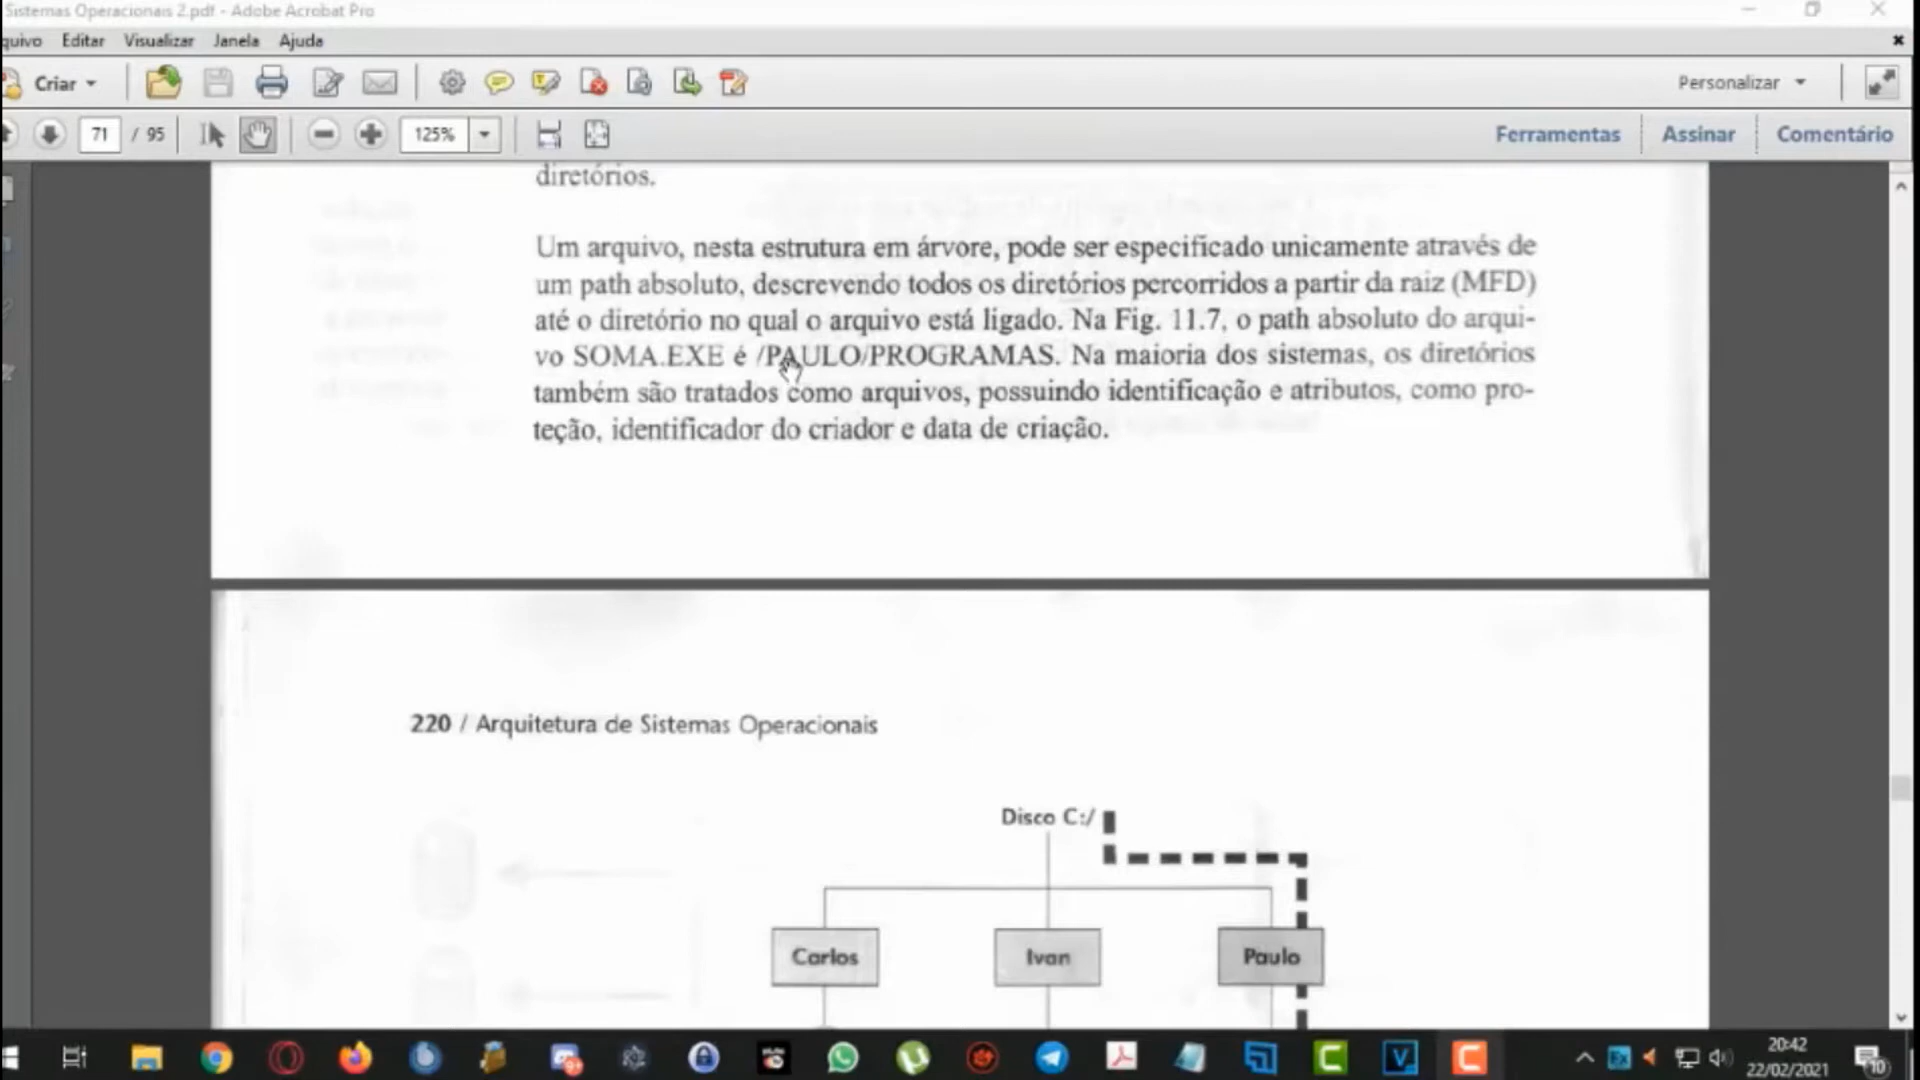 Sistemas Operacionais 2.pdf - Adobe Acrobat Pro
quivo Editar Visualizar Janela Ajuda
Criar Personalizar
71 / 95 125% Ferramentas Assinar Comentário
diretórios.
Um arquivo, nesta estrutura em árvore, pode ser especificado unicamente através de
um path absoluto, descrevendo todos os diretórios percorridos a partir da raiz (MFD)
até o diretório no qual o arquivo está ligado. Na Fig. 11.7, o path absoluto do arqui-
vo SOMA.EXE é /PAULO/PROGRAMAS. Na maioria dos sistemas, os diretórios
também são tratados como arquivos, possuindo identificação e atributos, como pro-
teção, identificador do criador e data de criação.
220 / Arquitetura de Sistemas Operacionais
Disco C:/
Carlos Ivan Paulo
20:42
22/02/2021
10